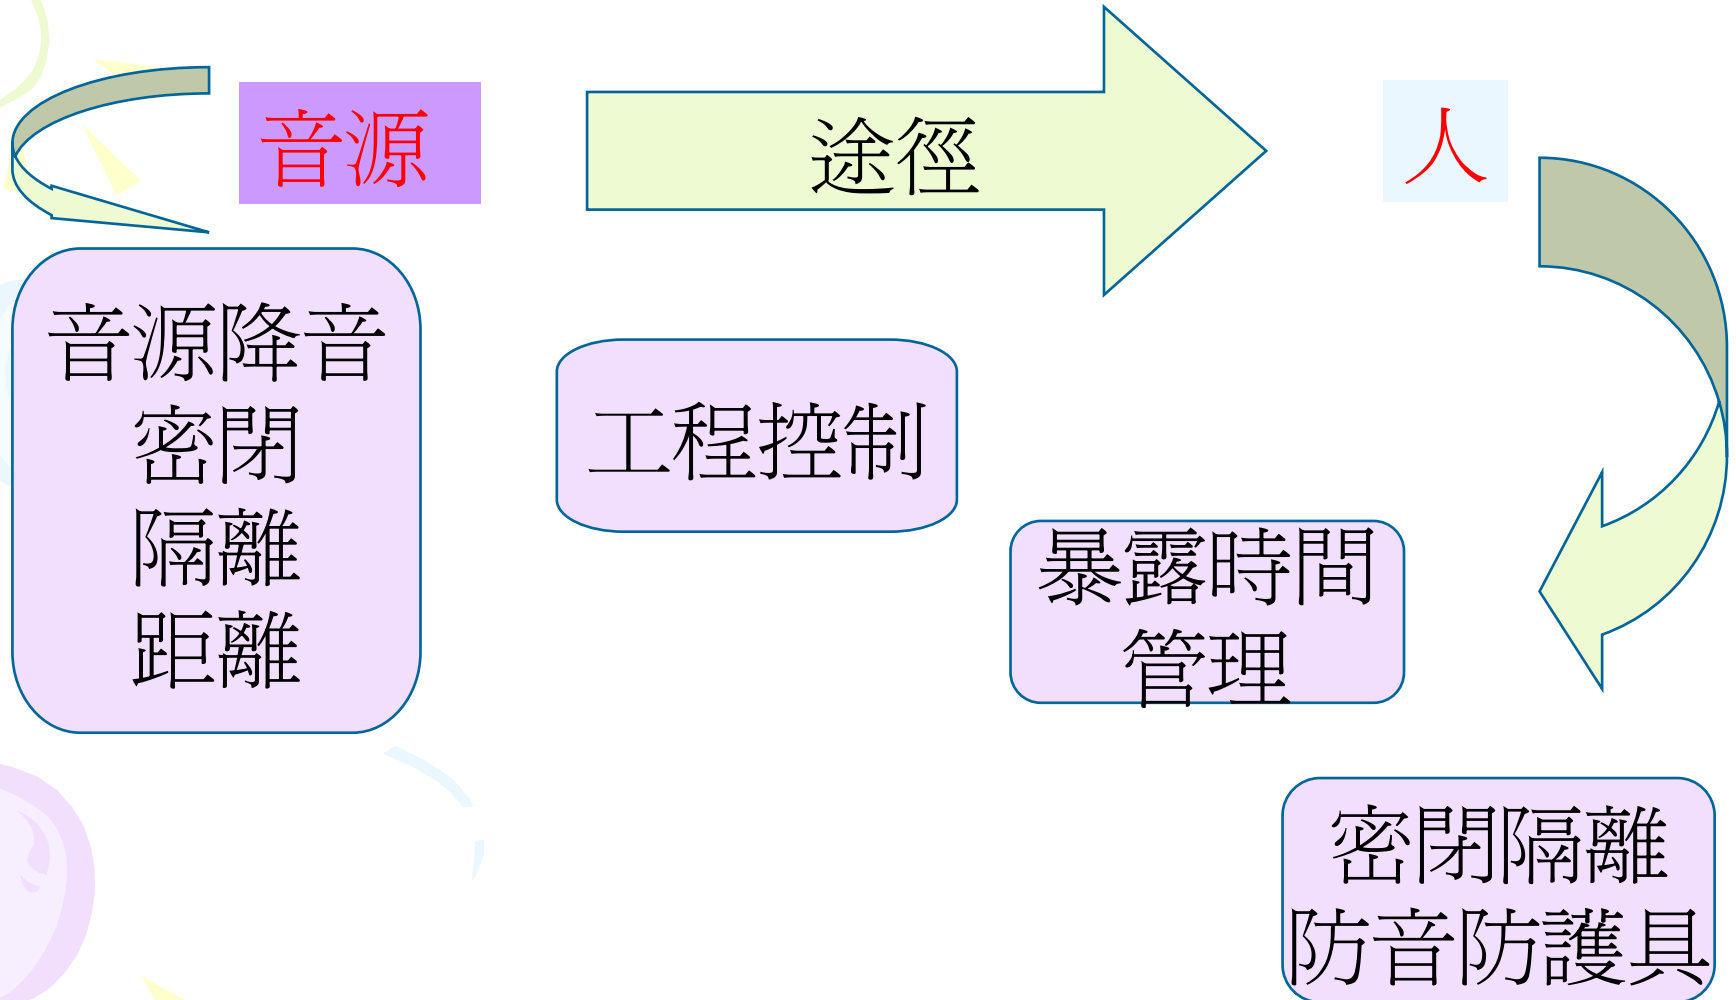 音源
途徑
人
音源降音
密閉
隔離
距離
工程控制
暴露時間
管理
密閉隔離
防音防護具